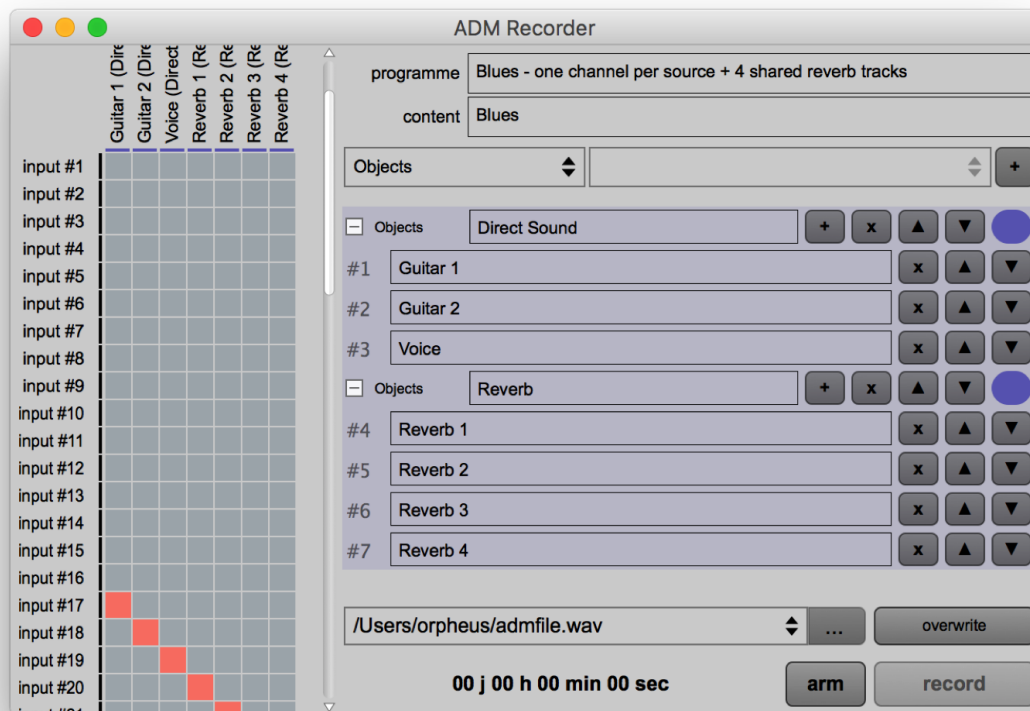 ADM Recorder
Guitar 1 (Dire
Guitar 2 (Dire
Voice (Direct
Reverb 1 (Re
Reverb 2 (Re
Reverb 3 (Re
Reverb 4 (Re
input #1
input #2
input #3
input #4
input #5
input #6
input #7
input #8
input #9
input #10
input #11
input #12
input #13
input #14
input #15
input #16
input #17
input #18
input #19
input #20
programme Blues - one channel per source + 4 shared reverb tracks
content Blues
Objects +
Objects Direct Sound + x
#1 Guitar 1 x
#2 Guitar 2 x
#3 Voice x
Objects Reverb + x
#4 Reverb 1 x
#5 Reverb 2 x
#6 Reverb 3 x
#7 Reverb 4 x
/Users/orpheus/admfile.wav ... overwrite
00 j 00 h 00 min 00 sec arm record